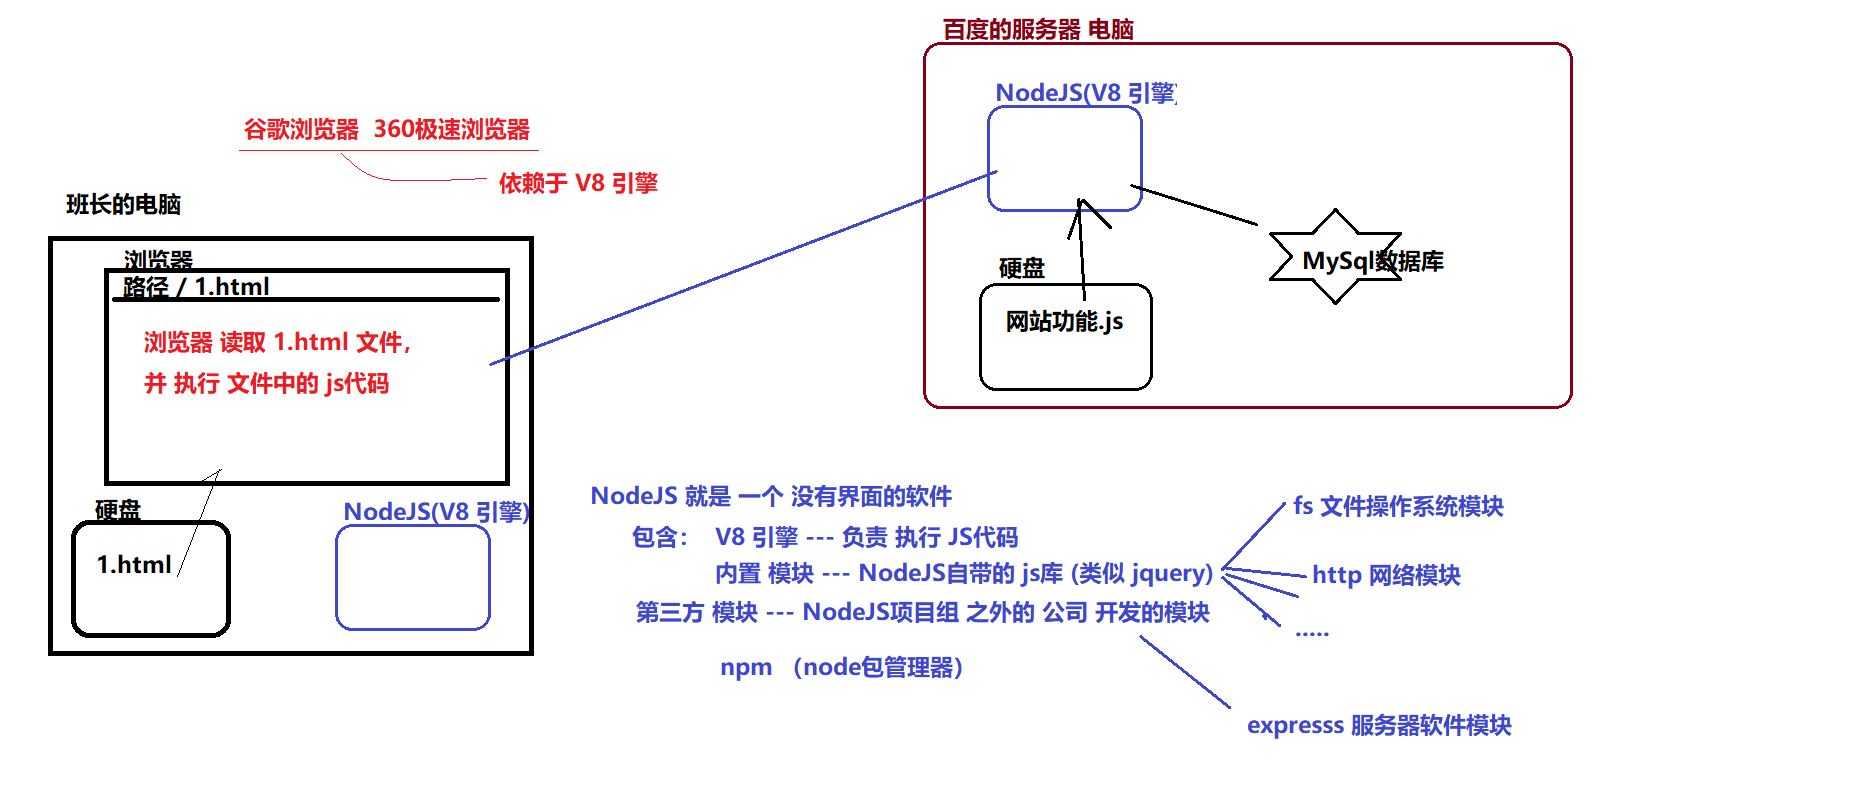 百度的服务器 电脑
NodeJS(V8 引擎)
谷歌浏览器  360极速浏览器
依赖于 V8 引擎
班长的电脑
浏览器
路径 / 1.html
浏览器 读取 1.html 文件，
并 执行 文件中的 js代码
硬盘
1.html
NodeJS(V8 引擎)
硬盘
网站功能.js
MySql数据库
NodeJS 就是 一个 没有界面的软件
包含： V8 引擎 --- 负责 执行 JS代码
内置 模块 --- NodeJS自带的 js库 (类似 jquery)
第三方 模块 --- NodeJS项目组 之外的 公司 开发的模块
npm （node包管理器）
fs 文件操作系统模块
http 网络模块
.....
expresss 服务器软件模块